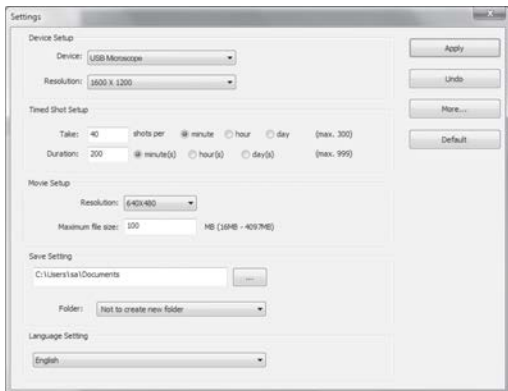 Settings
Device Setup
Device: USB Microscope
Resolution: 1600 X 1200
Timed Shot Setup
Take: 40 shots per minute hour day (max. 300)
Duration: 200 minute(s) hour(s) day(s) (max. 999)
Movie Setup
Resolution: 640X480
Maximum file size: 100 MB (16MB - 4097MB)
Save Setting
C:\Users\sa\Documents
...
Folder: Not to create new folder
Language Setting
English
Apply
Undo
More...
Default